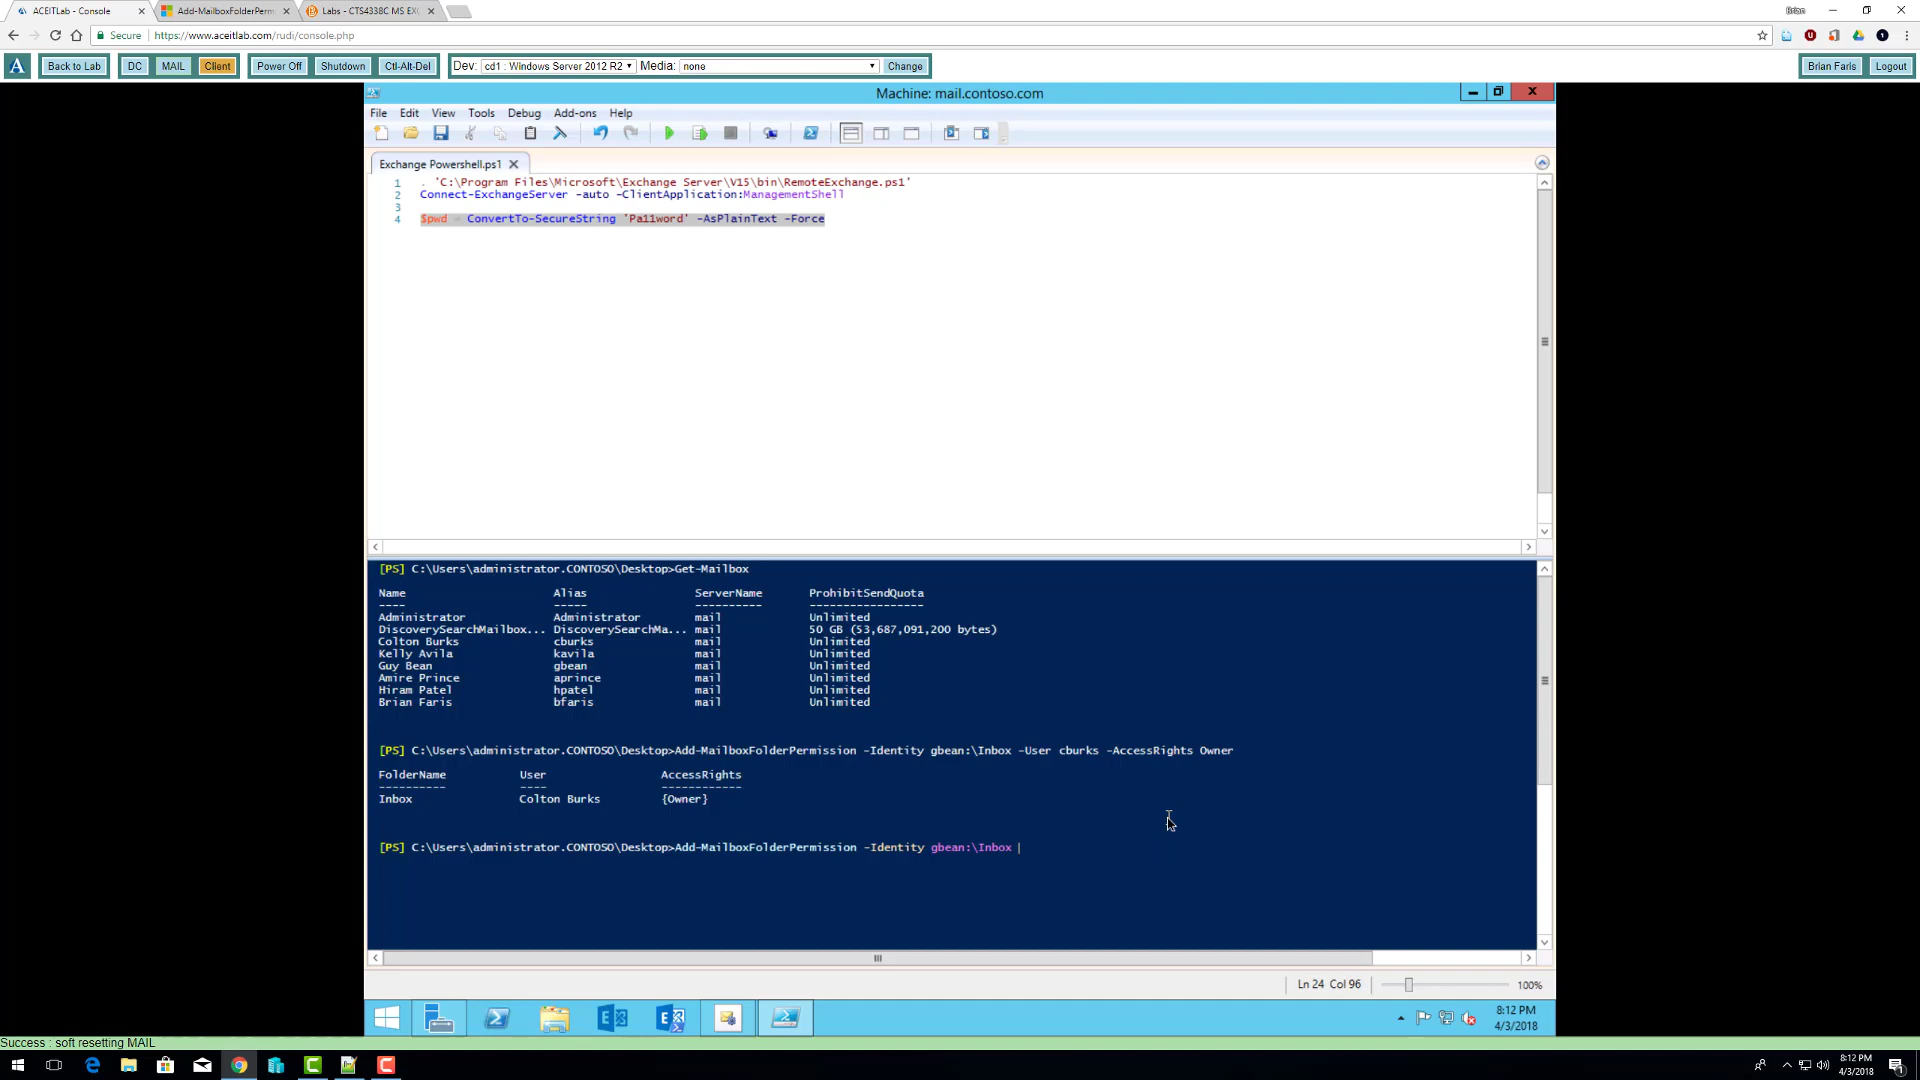 ACEITLab - Console
Add-MailboxFolderPerm
Labs - CTS4338C MS EX
Brian
Secure
https://www.aceitlab.com/rudi/console.php
Back to Lab
DC
MAIL
Client
Power Off
Shutdown
Ctl-Alt-Del
Dev:
cd1 : Windows Server 2012 R2
Media:
none
Change
Brian Faris
Logout
Machine: mail.contoso.com
File Edit View Tools Debug Add-ons Help
Exchange Powershell.ps1
1 . 'C:\Program Files\Microsoft\Exchange Server\V15\bin\RemoteExchange.ps1'
2 Connect-ExchangeServer -auto -ClientApplication:ManagementShell
3
4 $pwd = ConvertTo-SecureString 'Pa11word' -AsPlainText -Force
[PS] C:\Users\administrator.CONTOSO\Desktop>Get-Mailbox
Name Alias ServerName ProhibitSendQuota
---- ----- ---------- -----------------
Administrator Administrator mail Unlimited
DiscoverySearchMailbox... DiscoverySearchMa... mail 50 GB (53,687,091,200 bytes)
Colton Burks cburks mail Unlimited
Kelly Avila kavila mail Unlimited
Guy Bean gbean mail Unlimited
Amire Prince aprince mail Unlimited
Hiram Patel hpatel mail Unlimited
Brian Faris bfaris mail Unlimited
[PS] C:\Users\administrator.CONTOSO\Desktop>Add-MailboxFolderPermission -Identity gbean:\Inbox -User cburks -AccessRights Owner
FolderName User AccessRights
---------- ---- ------------
Inbox Colton Burks {Owner}
[PS] C:\Users\administrator.CONTOSO\Desktop>Add-MailboxFolderPermission -Identity gbean:\Inbox
Ln 24 Col 96
100%
8:12 PM
4/3/2018
Success : soft resetting MAIL
8:12 PM
4/3/2018